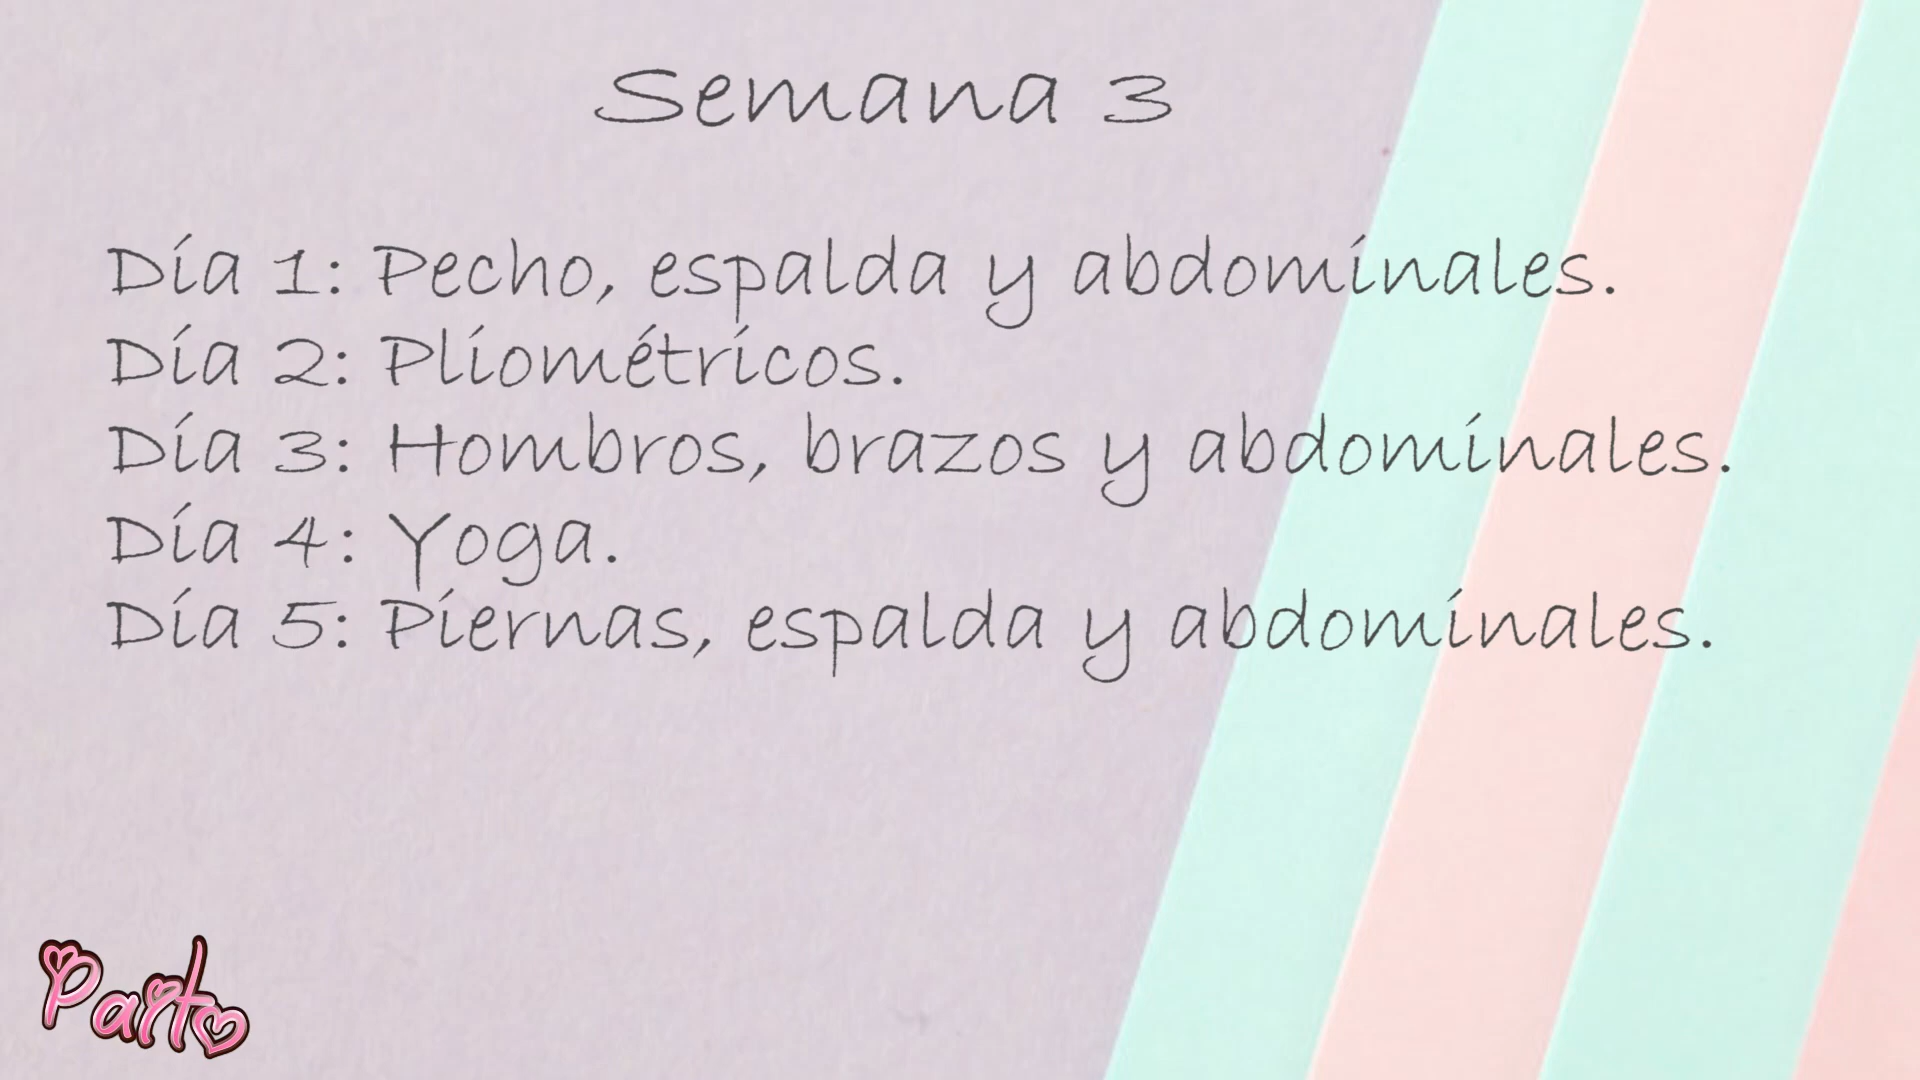 Semana 3
Día 1: Pecho, espalda y abdominales.
Día 2: Pliométricos.
Día 3: Hombros, brazos y abdominales.
Día 4: Yoga.
Día 5: Piernas, espalda y abdominales.